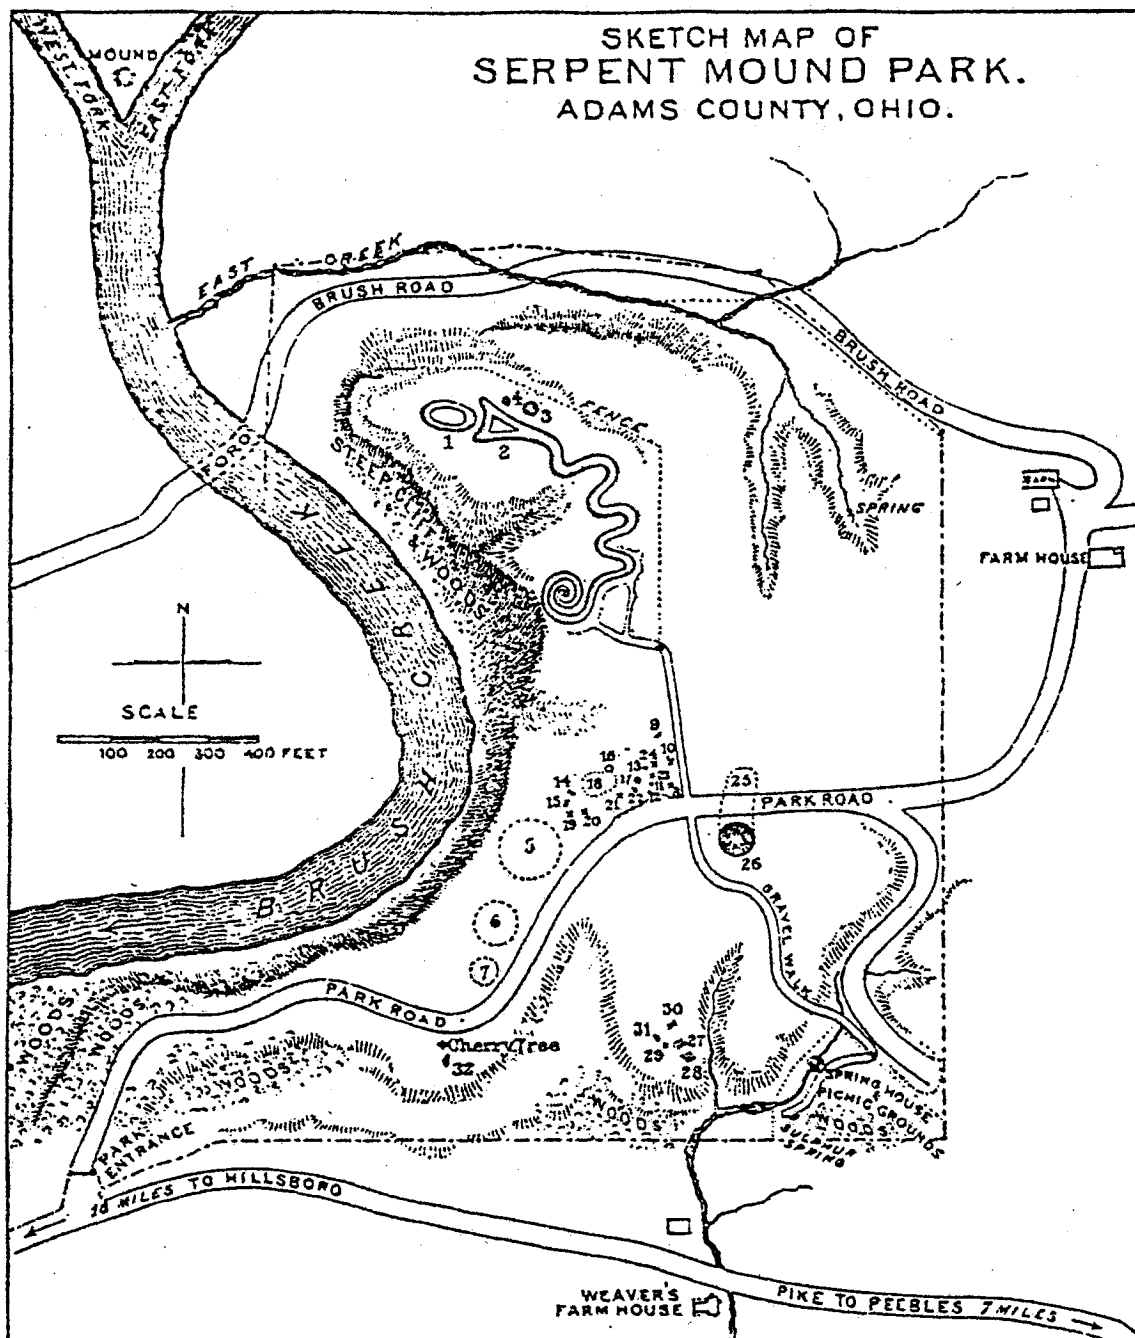 SKETCH MAP OF
SERPENT MOUND PARK.
ADAMS COUNTY, OHIO.
WEST FORK
MOUND
EAST FORK
EAST CREEK
BRUSH ROAD
BRUSH ROAD
FENCE
4
3
1
2
FORD
STEEP CLIFF
& WOODS
SPRING
BARN
FARM HOUSE
BRUSH CREEK
N
SCALE
100 200 300 400 FEET
9
10
16
24
13
14
18
17
15
21
11
19
20
25
PARK ROAD
5
26
6
GRAVEL WALK
7
PARK ROAD
30
31
27
29
28
Cherry Tree
32
WOODS
WOODS
WOODS
WOODS
SPRING HOUSE
&
PICNIC GROUNDS
WOODS
SULPHUR
SPRING
PARK
ENTRANCE
MILES TO HILLSBORO
WEAVER'S
FARM HOUSE
PIKE TO PEEBLES 7 MILES